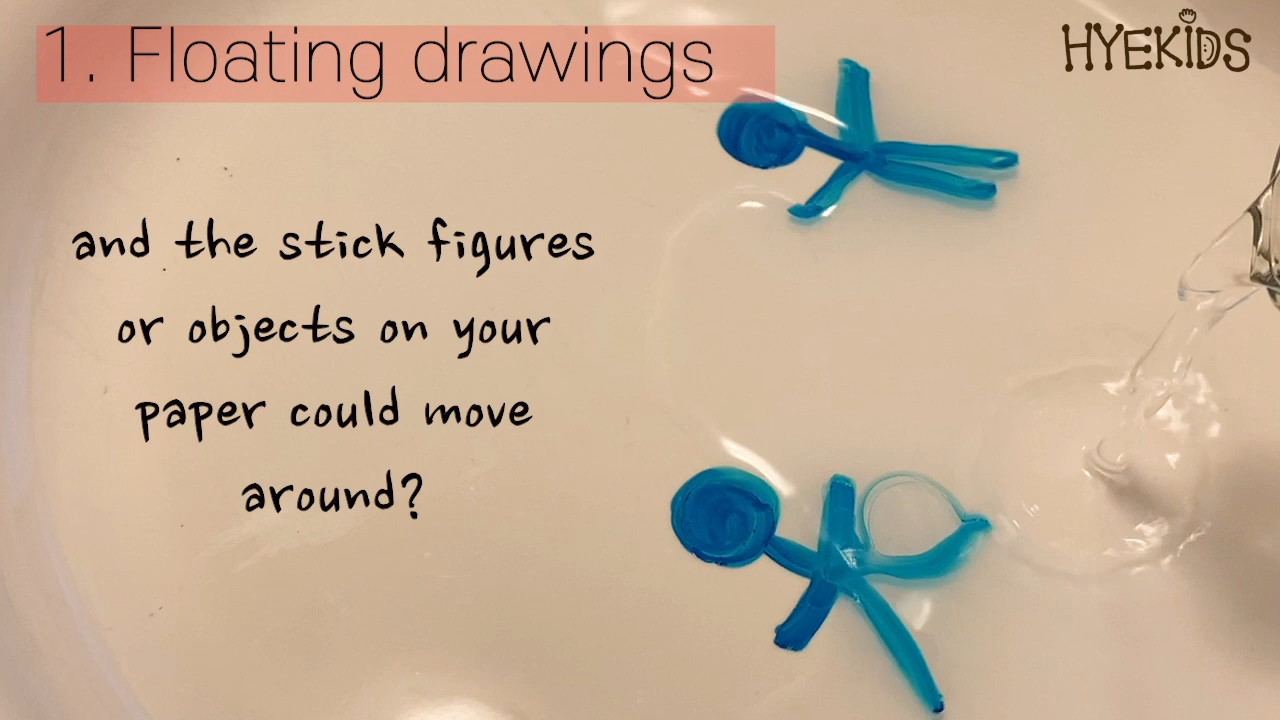 1. Floating drawings
HYEKiDS
and the stick figures
or objects on your
paper could move
around?